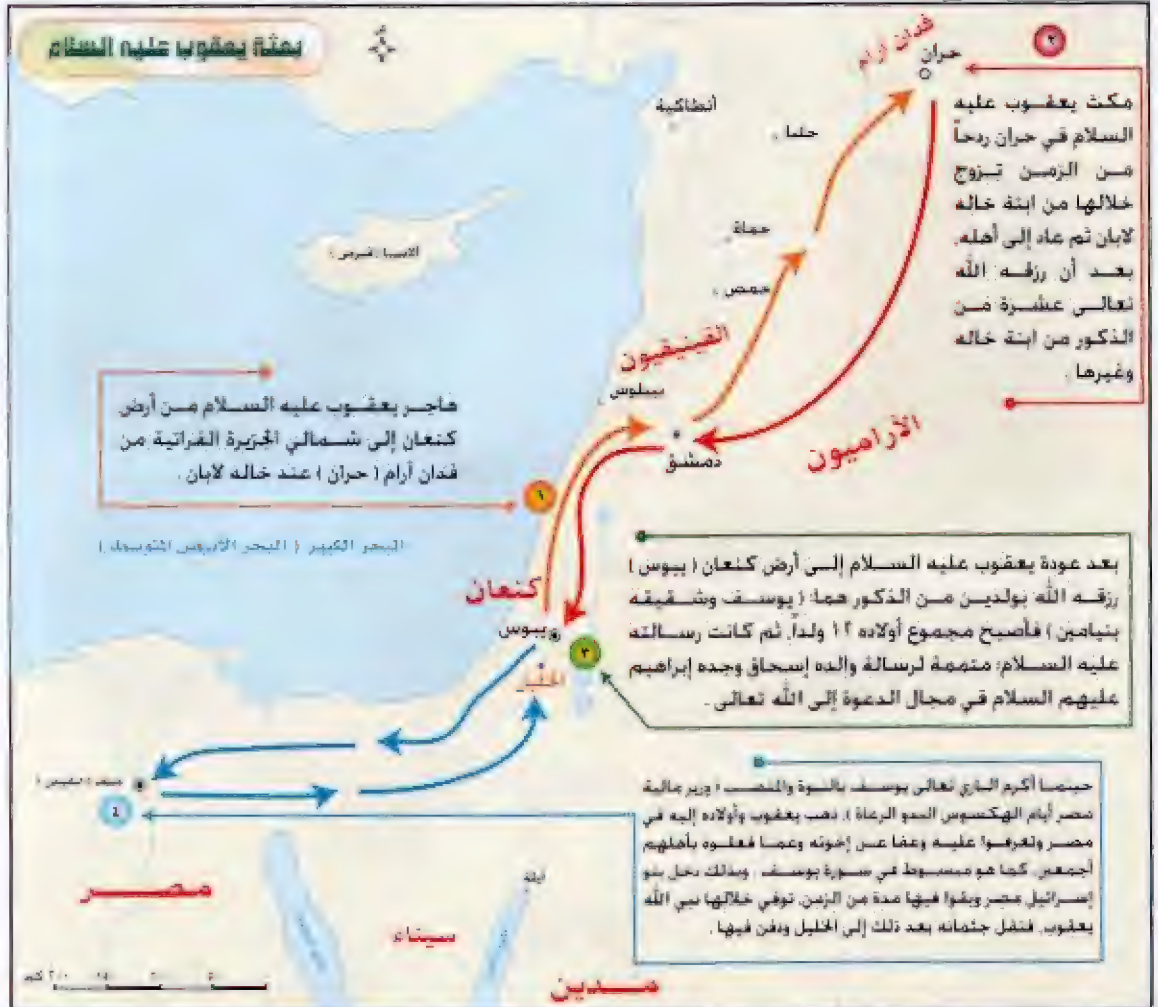 بعثة يعقوب عليه السلام
فدان آرام
حران
٢
مكث يعقوب عليه
السلام في حران ردحاً
من الزمن تزوج
خلالها من ابنة خاله
لابان ثم عاد إلى أهله،
بعد أن رزقه الله
تعالى عشرة من
الذكور من ابنة خاله
وغيرها .
أنطاكية
حماة
حمص
الفينيقيون
بيبلوس
دمشق
الأراميون
١
هاجر يعقوب عليه السلام من أرض
كنعان إلى شمالي الجزيرة الفراتية من
فدان آرام ( حران ) عند خاله لابان .
البحر الكبير ( البحر الأبيض المتوسط )
كنعان
يبوس
الخليل
٣
بعد عودة يعقوب عليه السلام إلى أرض كنعان ( يبوس )
رزقه الله بولدين من الذكور هما: ( يوسف وشقيقه
بنيامين ) فأصبح مجموع أولاده ١٢ ولداً، ثم كانت رسالته
عليه السلام؛ متممة لرسالة والده إسحاق وجده إبراهيم
عليهم السلام في مجال الدعوة إلى الله تعالى .
٤
حينما أكرم الباري تعالى يوسف بالنبوة والمنصب ( وزير مالية
مصر أيام الهكسوس البدو الرعاة )، ذهب يعقوب وأولاده إليه في
مصر وتعرفوا عليه وعفا عن إخوته وعما فعلوه بأهلهم
أجمعين، كما هو مبسوط في سورة يوسف . وبذلك دخل بنو
إسرائيل مصر وبقوا فيها مدة من الزمن، توفي خلالها نبي الله
يعقوب، فنقل جثمانه بعد ذلك إلى الخليل ودفن فيها .
مصر
سيناء
أيلة
مدين